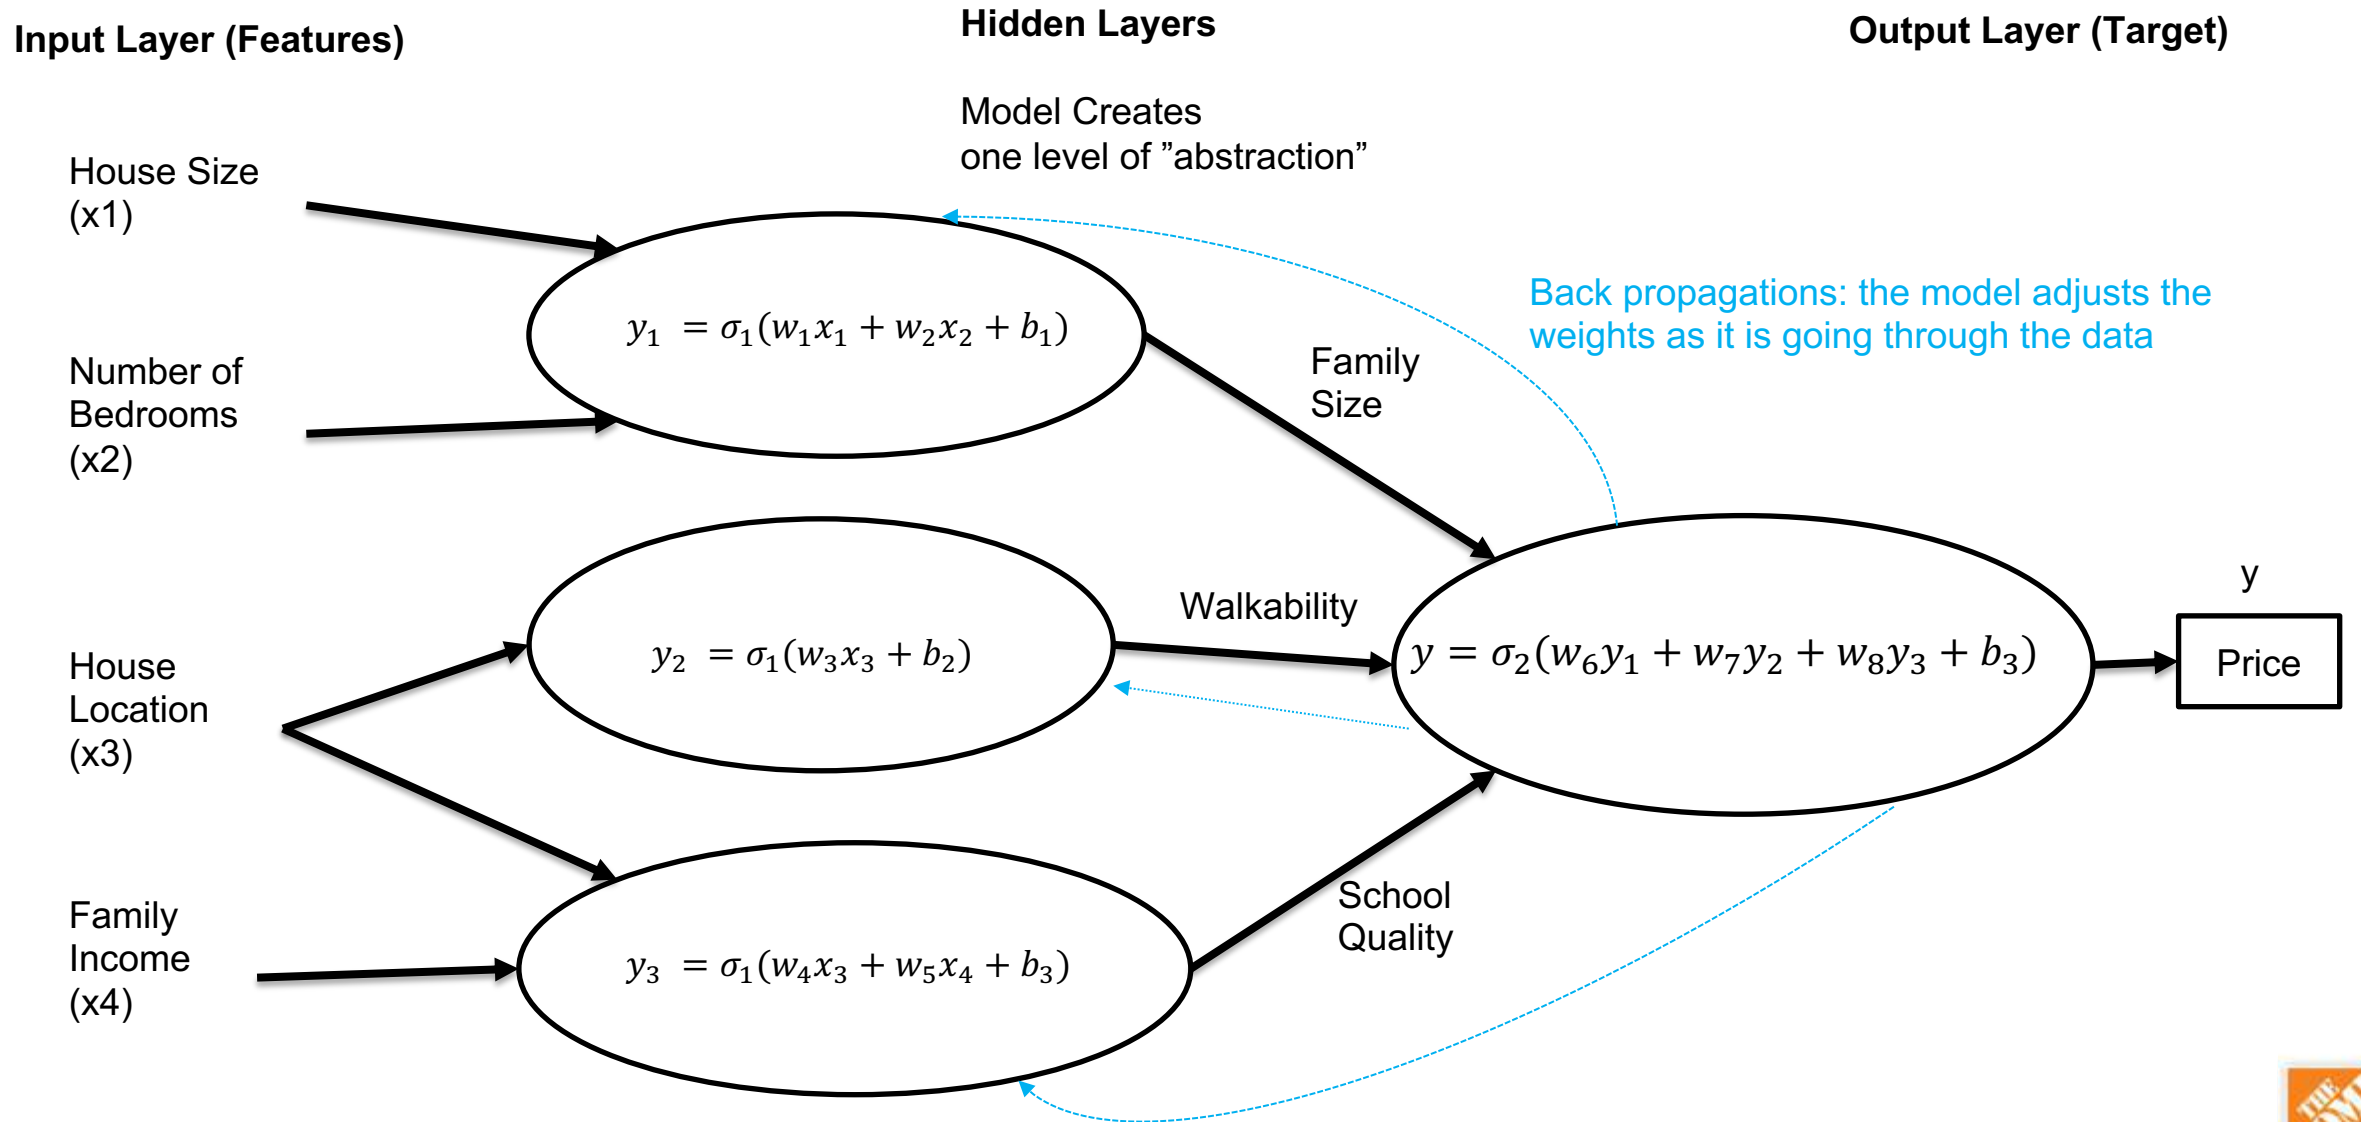 Input Layer (Features)
Hidden Layers
Output Layer (Target)
Model Creates
one level of ”abstraction”
House Size
(x1)
Number of
Bedrooms
(x2)
House
Location
(x3)
Family
Income
(x4)
y₁ = σ₁(w₁x₁ + w₂x₂ + b₁)
y₂ = σ₁(w₃x₃ + b₂)
y₃ = σ₁(w₄x₃ + w₅x₄ + b₃)
Family
Size
Walkability
School
Quality
Back propagations: the model adjusts the
weights as it is going through the data
y = σ₂(w₆y₁ + w₇y₂ + w₈y₃ + b₃)
y
Price
THE